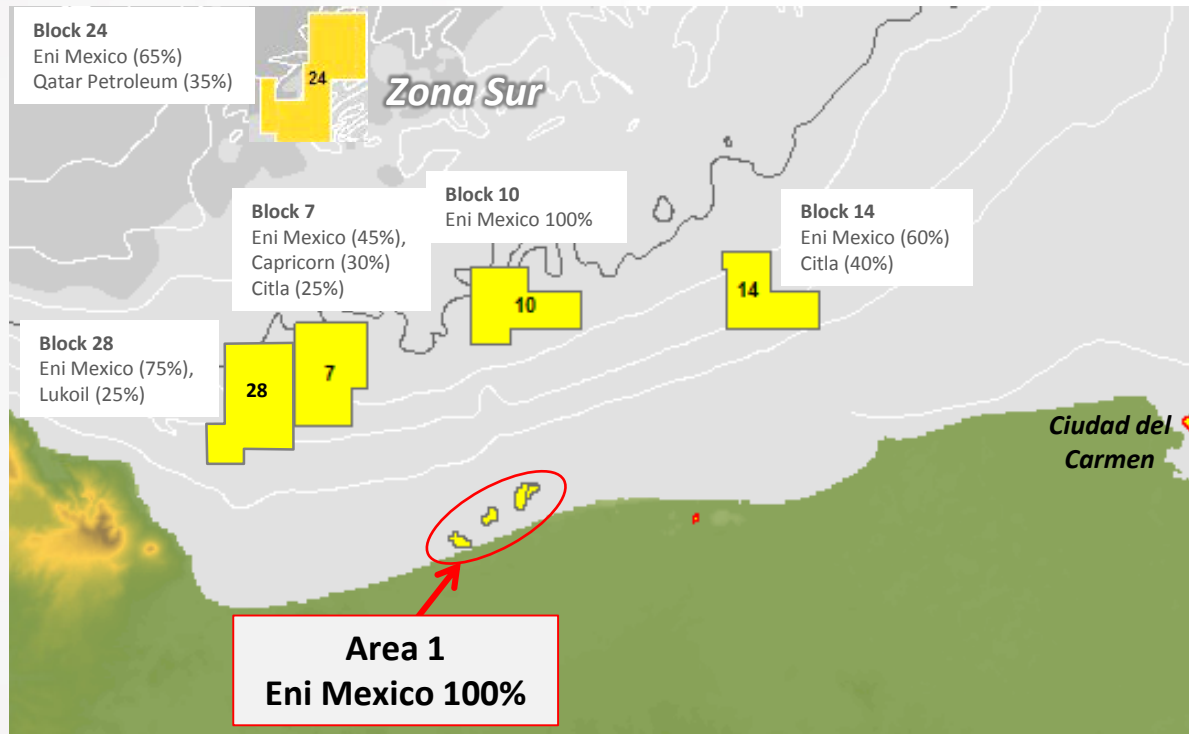 Block 24
Eni Mexico (65%)
Qatar Petroleum (35%)
24
Zona Sur
Block 10
Eni Mexico 100%
Block 7
Eni Mexico (45%),
Capricorn (30%)
Citla (25%)
Block 14
Eni Mexico (60%)
Citla (40%)
10
14
Block 28
Eni Mexico (75%),
Lukoil (25%)
28
7
Ciudad del
Carmen
Area 1
Eni Mexico 100%